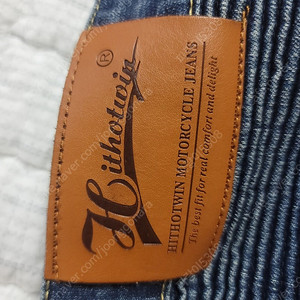 Hithotwin
®
HITHOTWIN MOTORCYCLE JEANS
The best fit for real comfort and delight